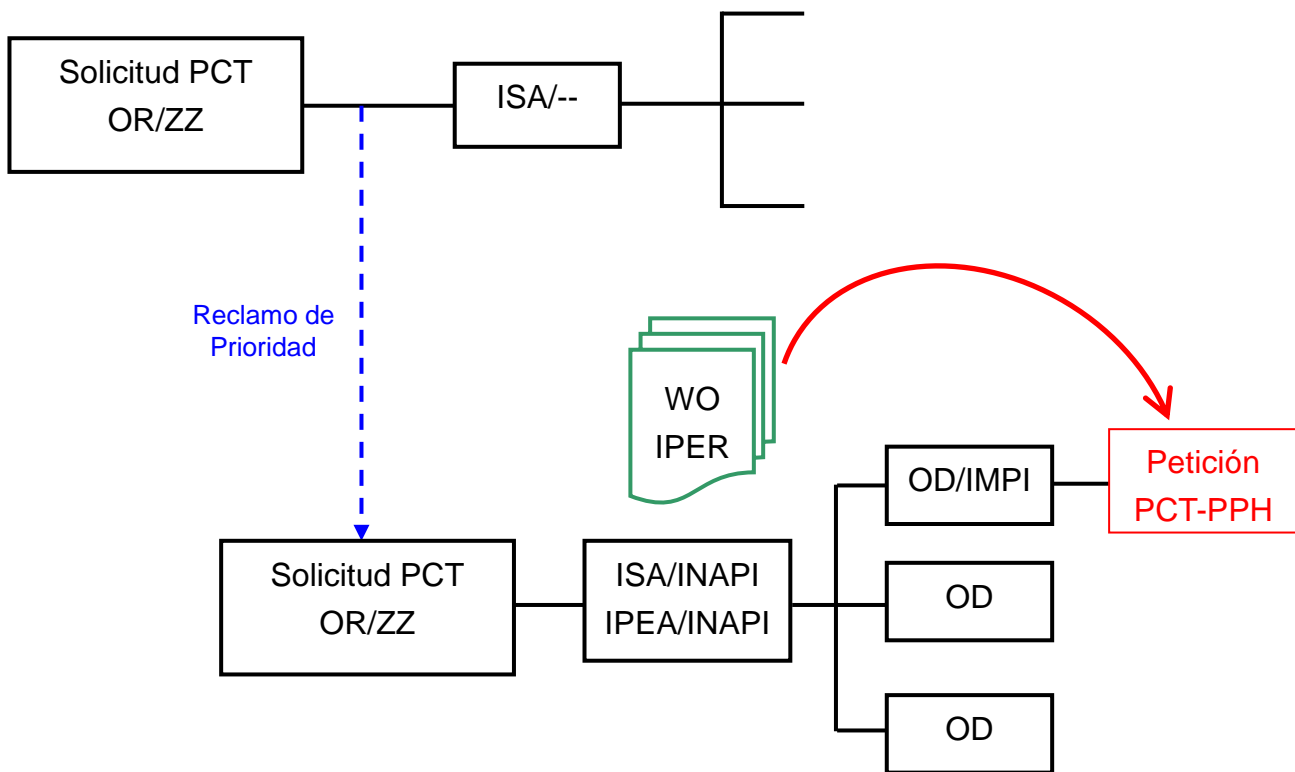 Solicitud PCT
OR/ZZ
ISA/--
Reclamo de
Prioridad
WO
IPER
OD/IMPI
Petición
PCT-PPH
Solicitud PCT
OR/ZZ
ISA/INAPI
IPEA/INAPI
OD
OD